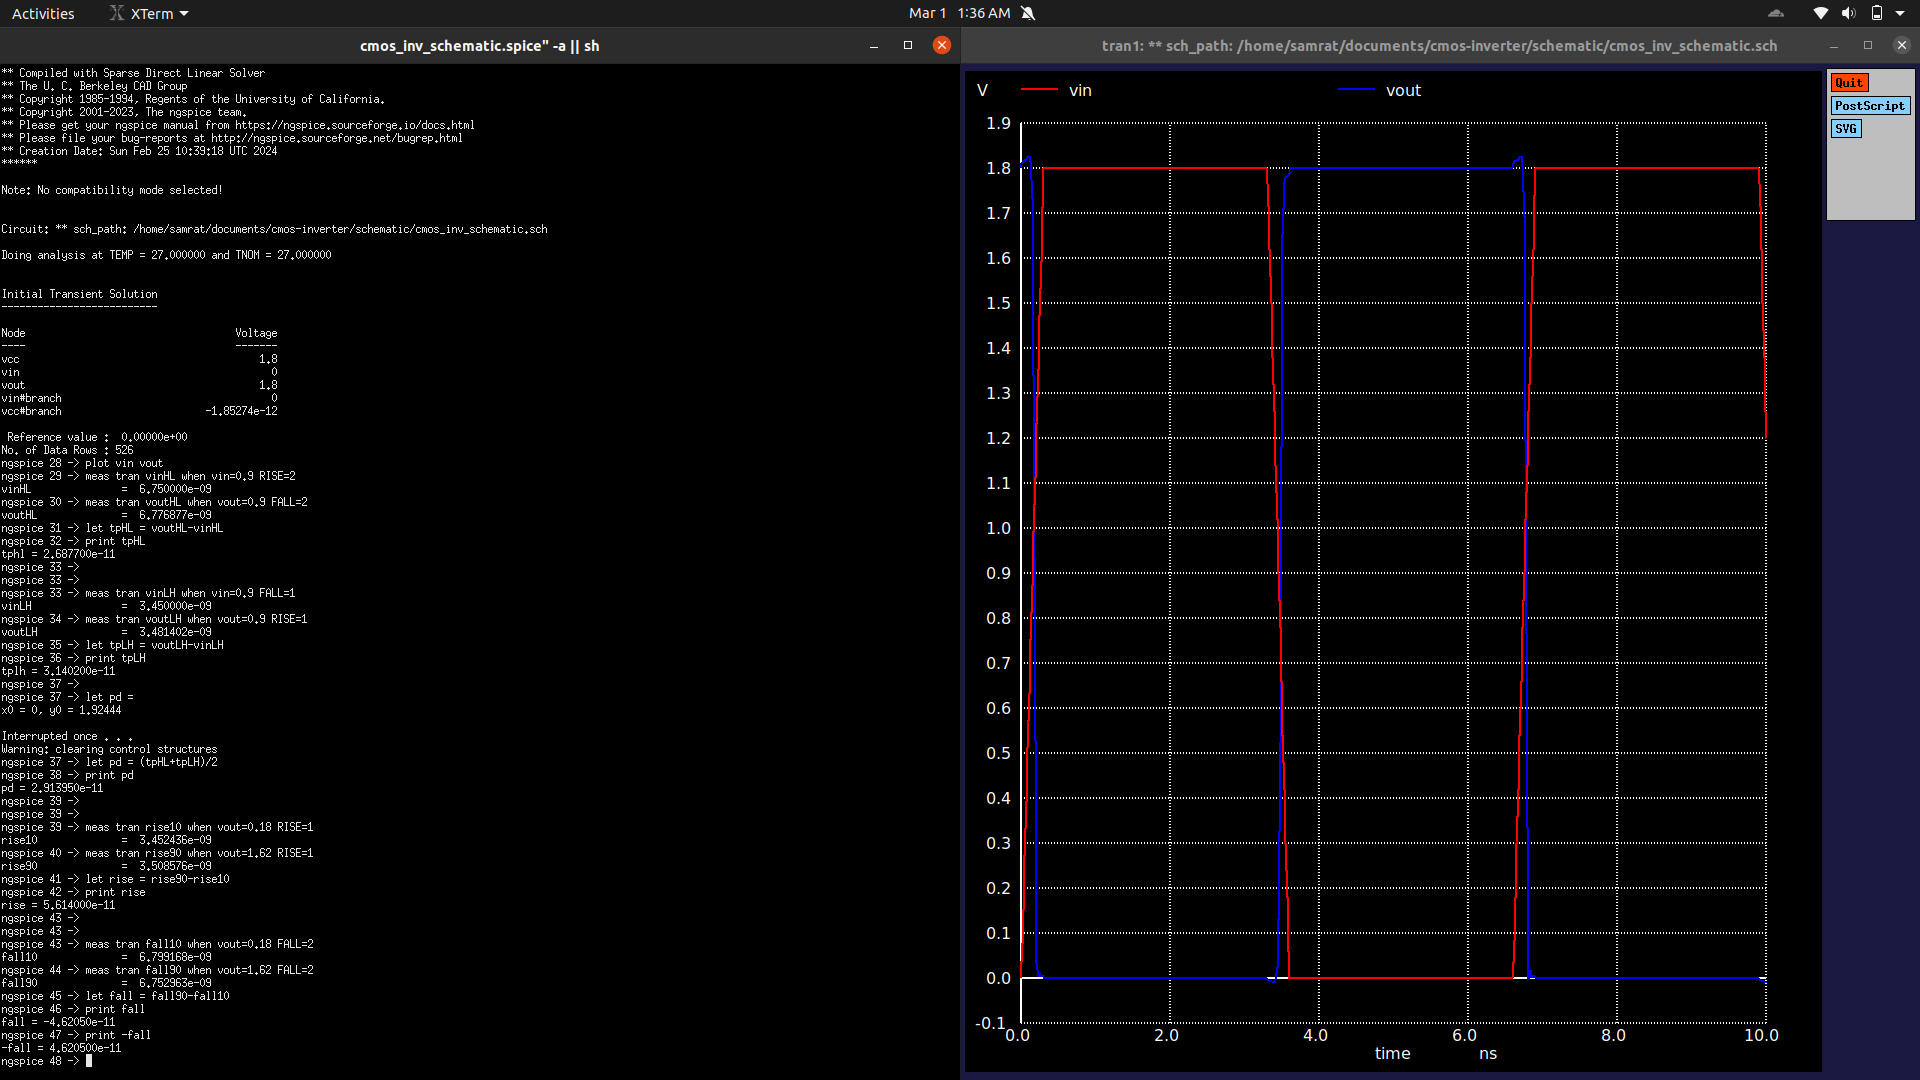 Activities XTerm Mar 1 1:36 AM
cmos_inv_schematic.spice" -a || sh
** Compiled with Sparse Direct Linear Solver
** The U. C. Berkeley CAD Group
** Copyright 1985-1994, Regents of the University of California.
** Copyright 2001-2023, The ngspice team.
** Please get your ngspice manual from https://ngspice.sourceforge.io/docs.html
** Please file your bug-reports at http://ngspice.sourceforge.net/bugrep.html
** Creation Date: Sun Feb 25 10:39:18 UTC 2024
******
Note: No compatibility mode selected!
Circuit: ** sch_path: /home/samrat/documents/cmos-inverter/schematic/cmos_inv_schematic.sch
Doing analysis at TEMP = 27.000000 and TNOM = 27.000000
Initial Transient Solution
--------------------------
Node Voltage
---- -------
vcc 1.8
vin 0
vout 1.8
vin#branch 0
vcc#branch -1.85274e-12
Reference value : 0.00000e+00
No. of Data Rows : 526
ngspice 28 -> plot vin vout
ngspice 29 -> meas tran vinHL when vin=0.9 RISE=2
vinHL = 6.750000e-09
ngspice 30 -> meas tran voutHL when vout=0.9 FALL=2
voutHL = 6.776877e-09
ngspice 31 -> let tpHL = voutHL-vinHL
ngspice 32 -> print tpHL
tphl = 2.687700e-11
ngspice 33 ->
ngspice 33 ->
ngspice 33 -> meas tran vinLH when vin=0.9 FALL=1
vinLH = 3.450000e-09
ngspice 34 -> meas tran voutLH when vout=0.9 RISE=1
voutLH = 3.481402e-09
ngspice 35 -> let tpLH = voutLH-vinLH
ngspice 36 -> print tpLH
tplh = 3.140200e-11
ngspice 37 ->
ngspice 37 -> let pd =
x0 = 0, y0 = 1.92444
Interrupted once . . .
Warning: clearing control structures
ngspice 37 -> let pd = (tpHL+tpLH)/2
ngspice 38 -> print pd
pd = 2.913950e-11
ngspice 39 ->
ngspice 39 ->
ngspice 39 -> meas tran rise10 when vout=0.18 RISE=1
rise10 = 3.452436e-09
ngspice 40 -> meas tran rise90 when vout=1.62 RISE=1
rise90 = 3.508576e-09
ngspice 41 -> let rise = rise90-rise10
ngspice 42 -> print rise
rise = 5.614000e-11
ngspice 43 ->
ngspice 43 ->
ngspice 43 -> meas tran fall10 when vout=0.18 FALL=2
fall10 = 6.799168e-09
ngspice 44 -> meas tran fall90 when vout=1.62 FALL=2
fall90 = 6.752963e-09
ngspice 45 -> let fall = fall90-fall10
ngspice 46 -> print fall
fall = -4.62050e-11
ngspice 47 -> print -fall
-fall = 4.620500e-11
ngspice 48 ->
tran1: ** sch_path: /home/samrat/documents/cmos-inverter/schematic/cmos_inv_schematic.sch
V vin vout
Quit
PostScript
SVG
1.9
1.8
1.7
1.6
1.5
1.4
1.3
1.2
1.1
1.0
0.9
0.8
0.7
0.6
0.5
0.4
0.3
0.2
0.1
0.0
-0.1
0.0 2.0 4.0 6.0 8.0 10.0
time ns